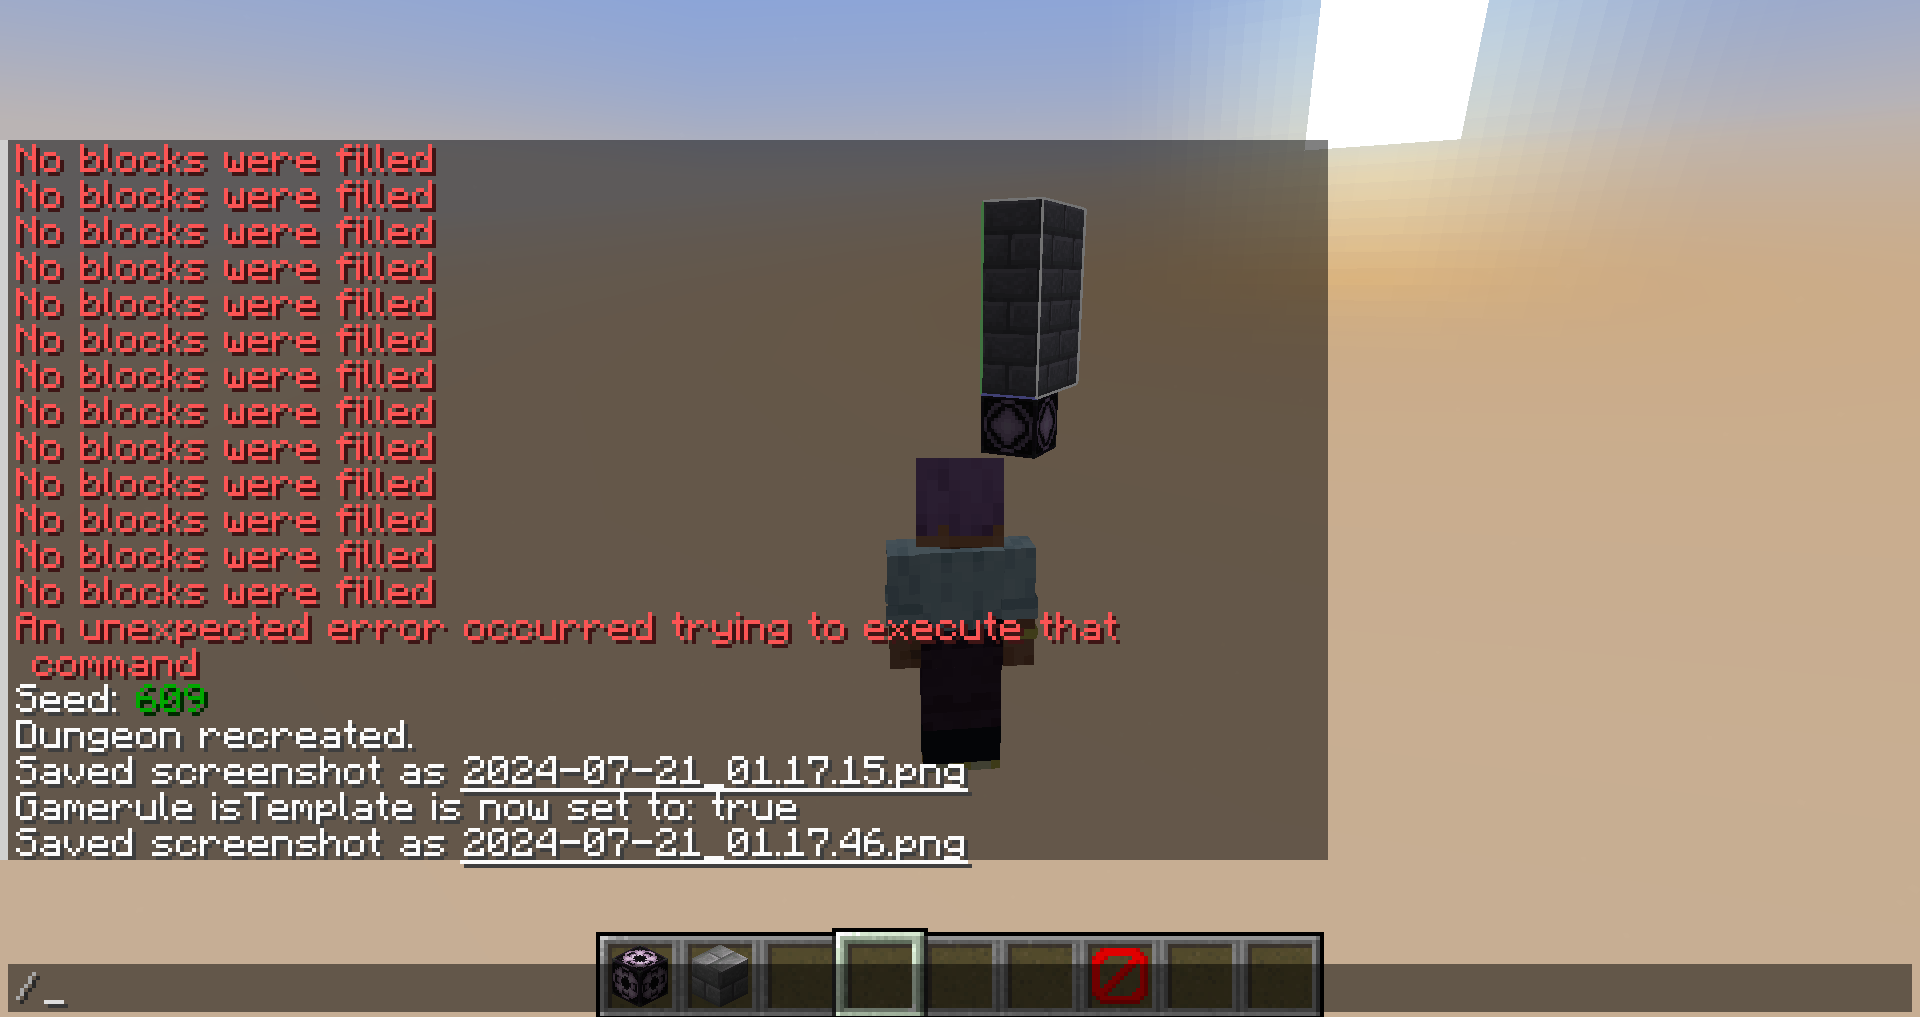 No blocks were filled
No blocks were filled
No blocks were filled
No blocks were filled
No blocks were filled
No blocks were filled
No blocks were filled
No blocks were filled
No blocks were filled
No blocks were filled
No blocks were filled
No blocks were filled
No blocks were filled
An unexpected error occurred trying to execute that
command
Seed: 609
Dungeon recreated.
Saved screenshot as 2024-07-21_01.17.15.png
Gamerule isTemplate is now set to: true
Saved screenshot as 2024-07-21_01.17.46.png
/_